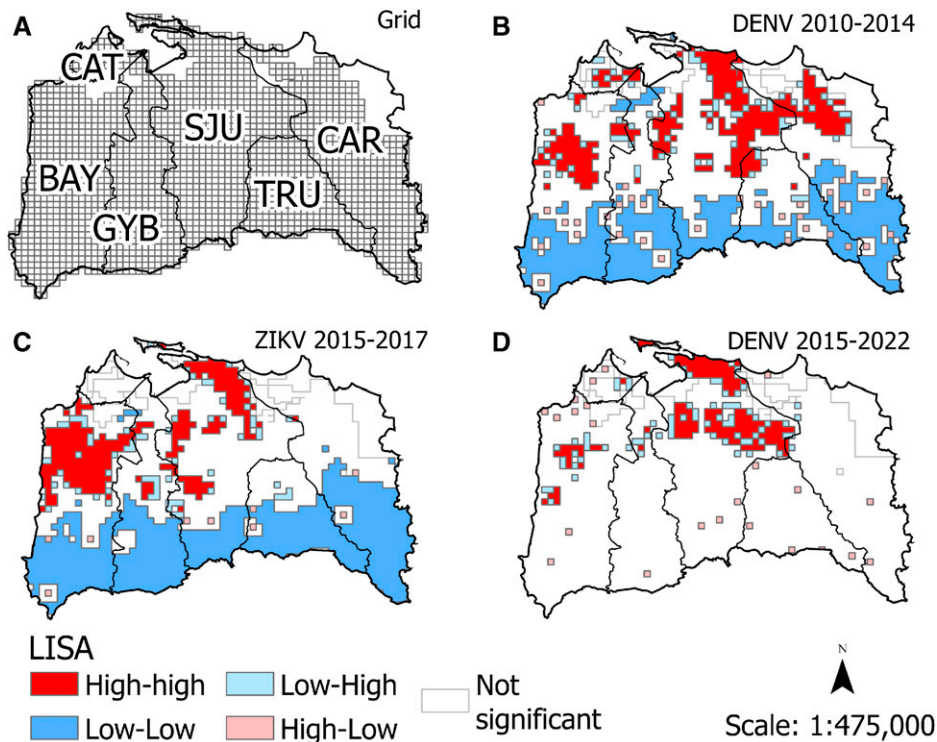 A
Grid
CAT
SJU
CAR
BAY
TRU
GYB
B
DENV 2010-2014
C
ZIKV 2015-2017
D
DENV 2015-2022
LISA
High-high
Low-High
Low-Low
High-Low
Not
significant
N
Scale: 1:475,000